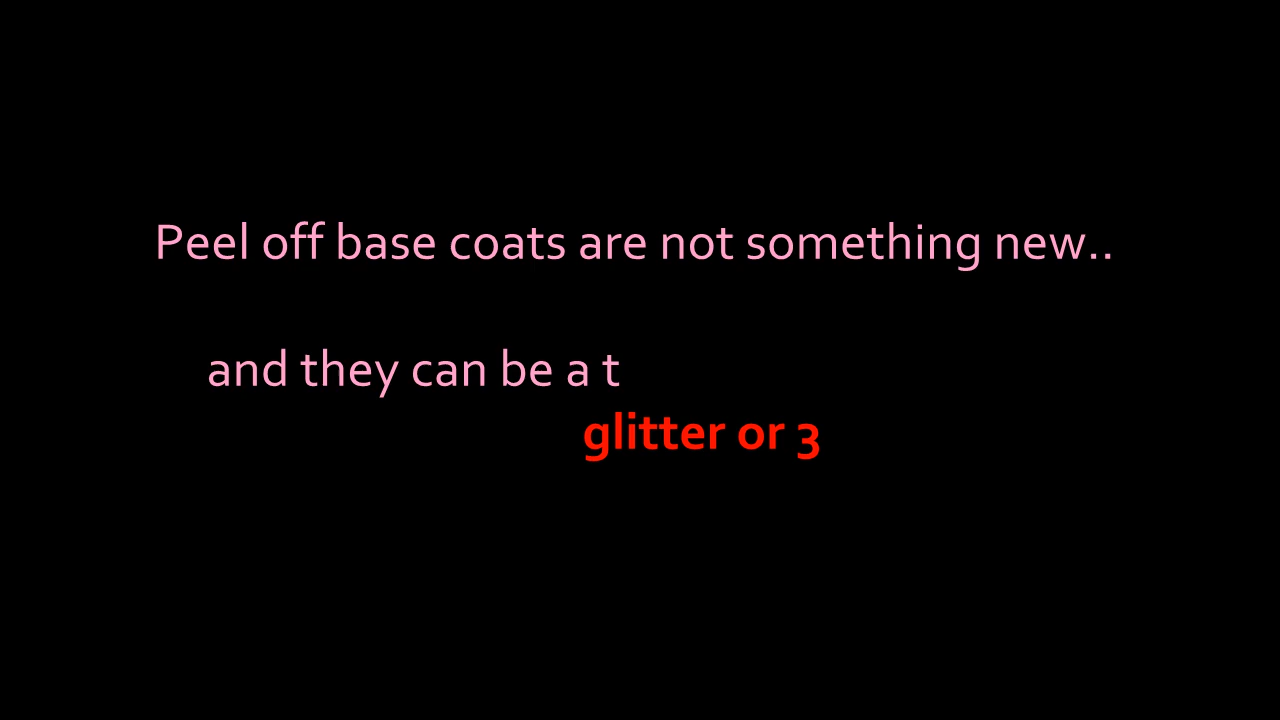 Peel off base coats are not something new..
and they can be a t
glitter or 3